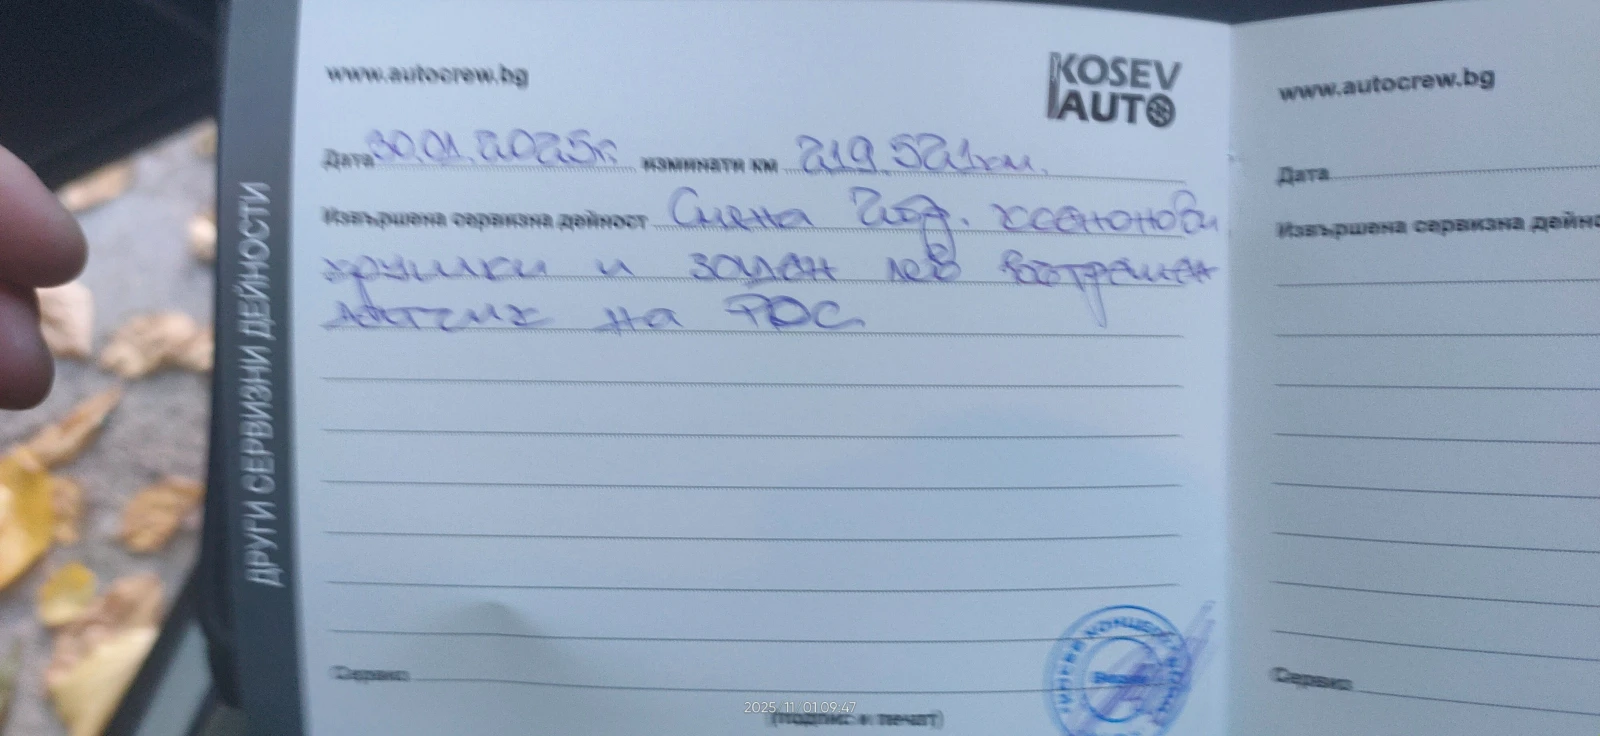 www.autocrew.bg
KOSEV
AUTO
Дата 30.01.2025г. изминати км 219.521км.
Извършена сервизна дейност Смяна 2бр. ксенонови
крушки и заден ляв вътрешен
датчик на PDC
(подпис и печат)
Сервиз
ДРУГИ СЕРВИЗНИ ДЕЙНОСТИ
www.autocrew.bg
Дата
Извършена сервизна дейно
Сервиз
2025 11 01 09:47